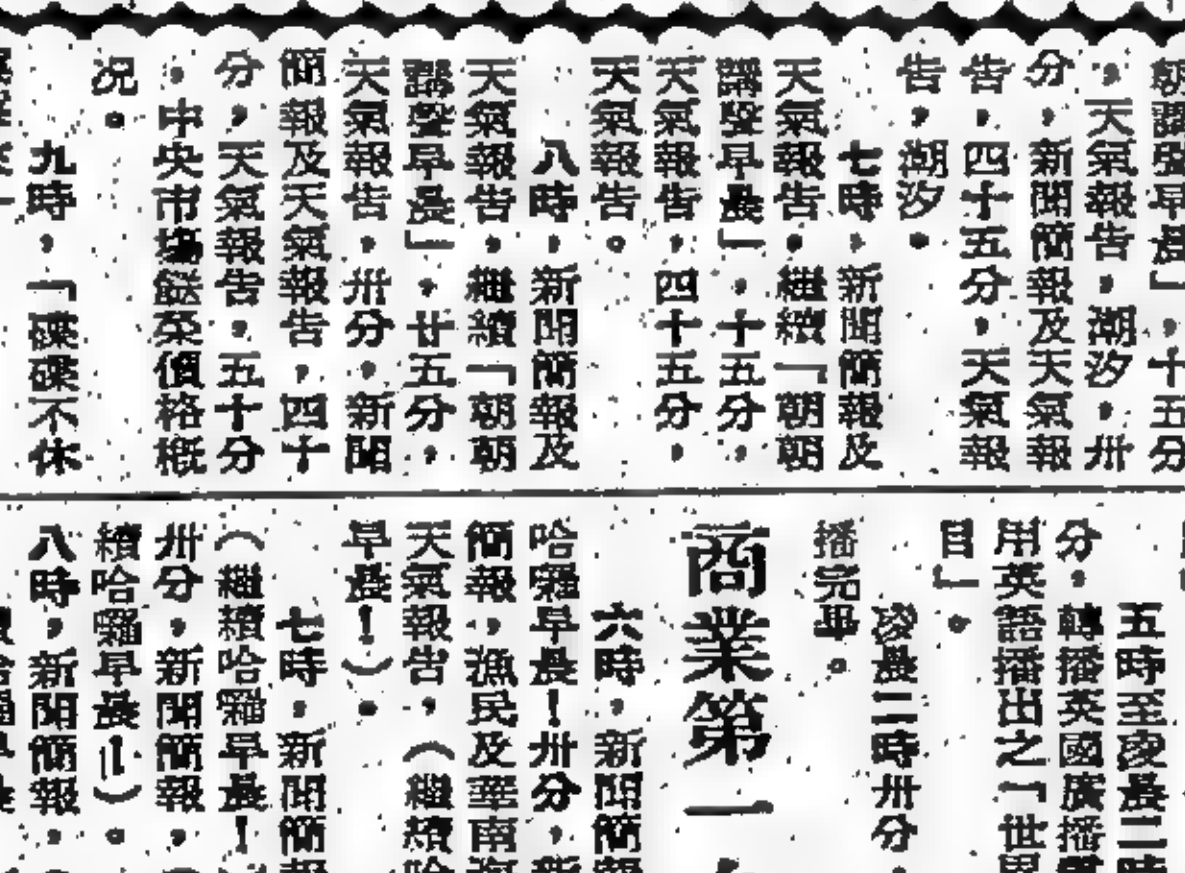 ，天氣報告，潮汐，卅
分，新聞簡報及天氣報
告，四十五分，天氣報
告，潮汐。
七時，新聞簡報及
天氣報告，繼續「朝朝
聲早晨」，十五分，
天氣報告，四十五分，
天氣報告。
八時，新聞簡報及
天氣報告，繼續「朝朝
聲早晨」，廿五分，
天氣報告，卅分，新聞
簡報及天氣報告，四十
分，天氣報告，五十分
，中央市場餸菜價格概
況。
九時，「碟碟不休
五時至凌晨二時
分，轉播英國廣播
用英語播出之「世界
目」。
凌晨二時卅分，
播完畢。
商業第一
六時，新聞簡報
哈囉早晨！卅分，新
簡報，漁民及華南海
天氣報告，（繼續哈
早晨！）。
七時，新聞簡報
（繼續哈囉早晨！
卅分，新聞簡報，（
續哈囉早晨！）。
八時，新聞簡報，